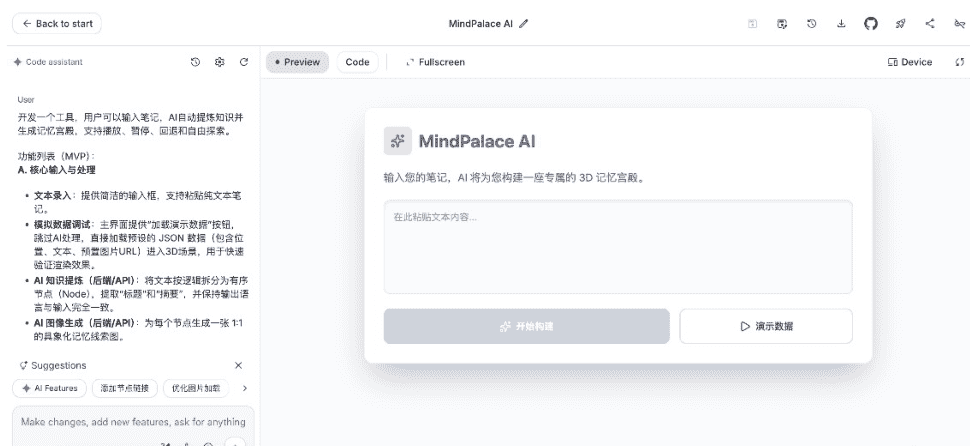 Back to start
MindPalace AI
Code assistant
Preview
Code
Fullscreen
Device
User
开发一个工具，用户可以输入笔记，AI自动提炼知识并
生成记忆宫殿，支持播放、暂停、回退和自由探索。
功能列表（MVP）：
A. 核心输入与处理
• 文本录入：提供简洁的输入框，支持粘贴纯文本笔
记。
• 模拟数据调试：主界面提供“加载演示数据”按钮，
跳过AI处理，直接加载预设的 JSON 数据（包含位
置、文本、预置图片URL）进入3D场景，用于快速
验证渲染效果。
• AI 知识提炼（后端/API）：将文本按逻辑拆分为有序
节点（Node），提取“标题”和“摘要”，并保持输出语
言与输入完全一致。
• AI 图像生成（后端/API）：为每个节点生成一张 1:1
的具象化记忆线索图。
Suggestions
AI Features
添加节点链接
优化图片加载
Make changes, add new features, ask for anything
MindPalace AI
输入您的笔记，AI 将为您构建一座专属的 3D 记忆宫殿。
在此粘贴文本内容...
开始构建
演示数据